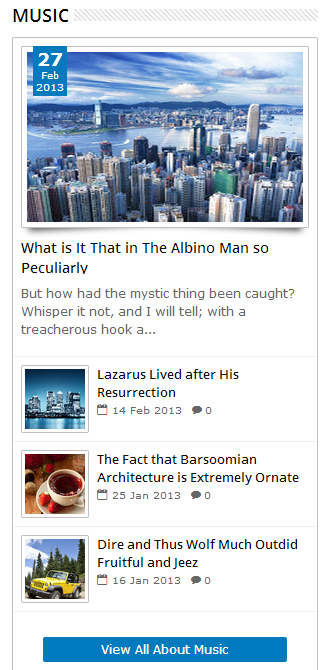 MUSIC
27
Feb
2013
What is It That in The Albino Man so
Peculiarly
But how had the mystic thing been caught?
Whisper it not, and I will tell; with a
treacherous hook a...
Lazarus Lived after His
Resurrection
14 Feb 2013 0
The Fact that Barsoomian
Architecture is Extremely Ornate
25 Jan 2013 0
Dire and Thus Wolf Much Outdid
Fruitful and Jeez
16 Jan 2013 0
View All About Music